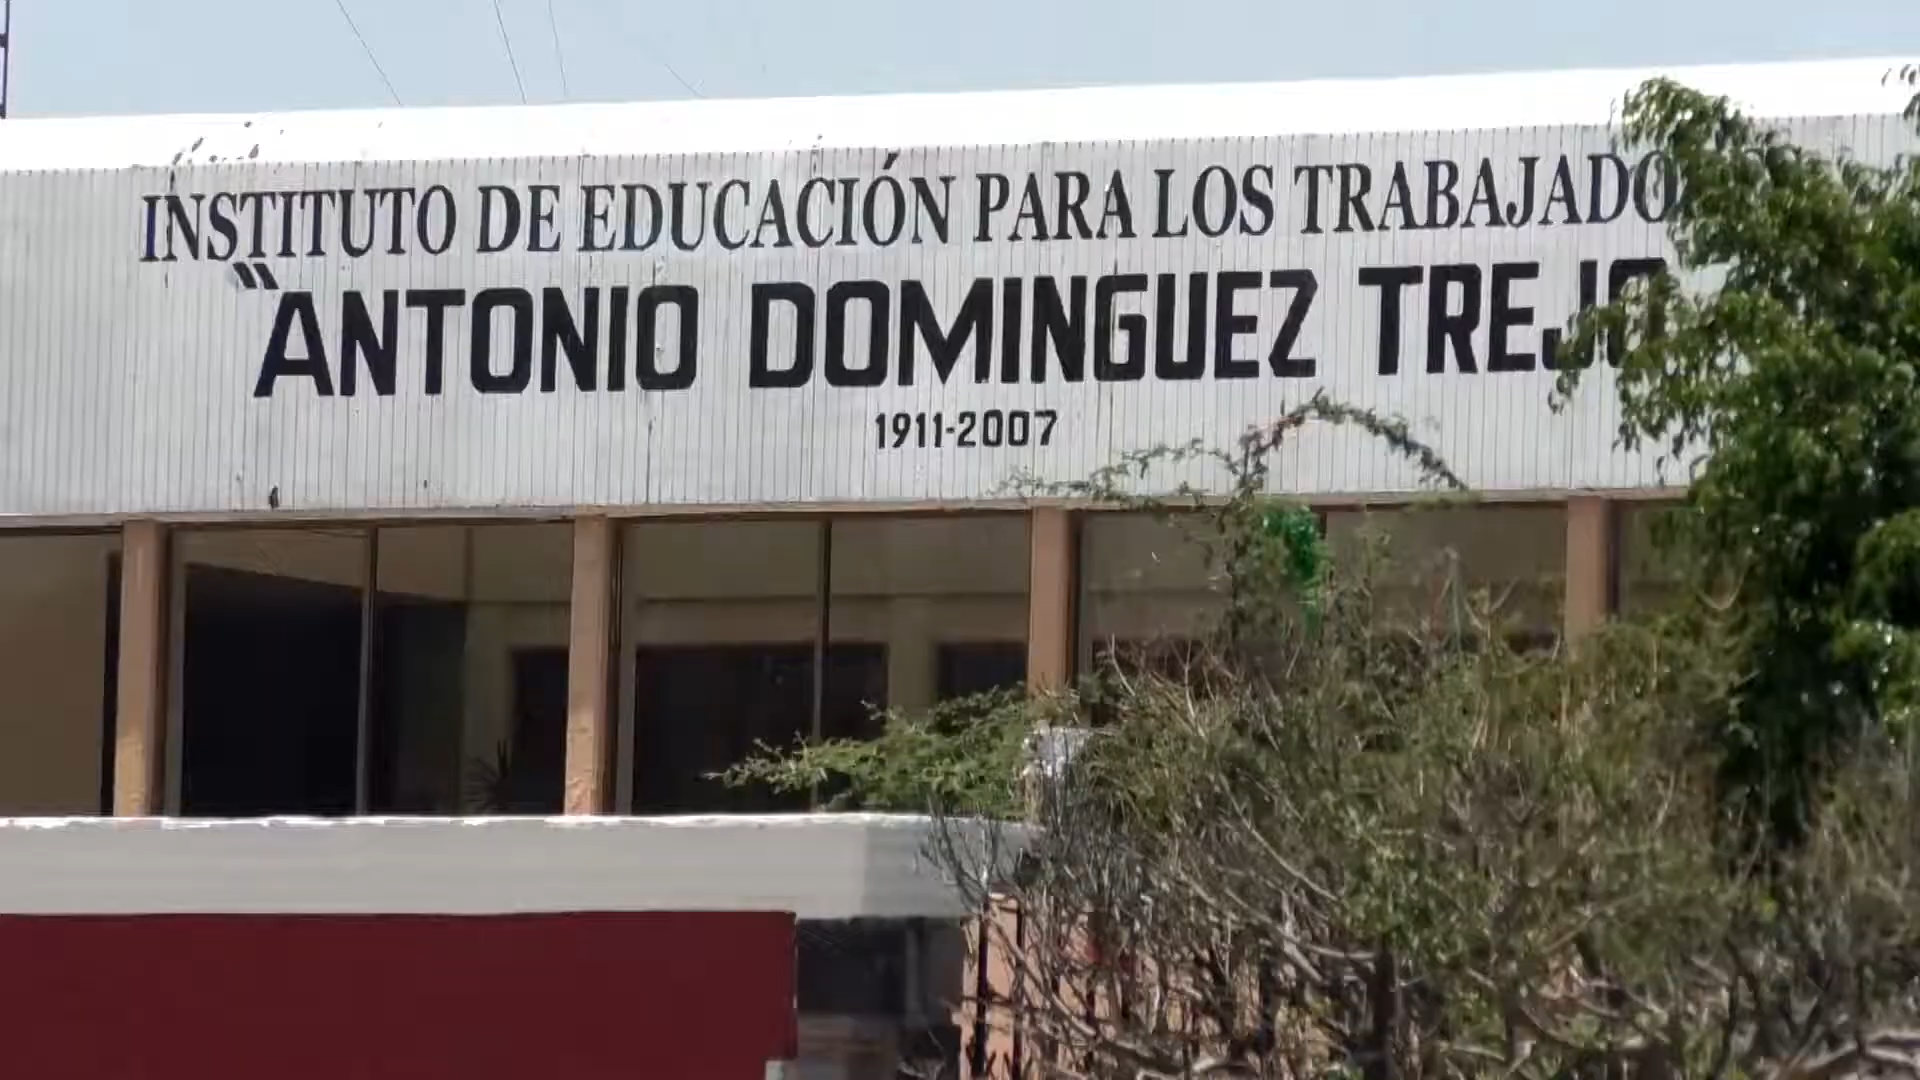 INSTITUTO DE EDUCACIÓN PARA LOS TRABAJADO
"ANTONIO DOMINGUEZ TREJO
1911-2007